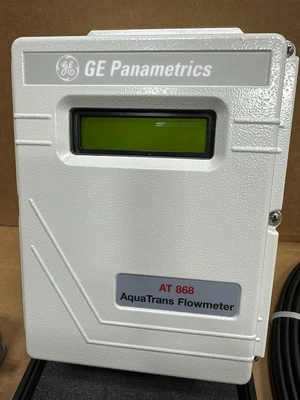 GE Panametrics
AT 868
AquaTrans Flowmeter